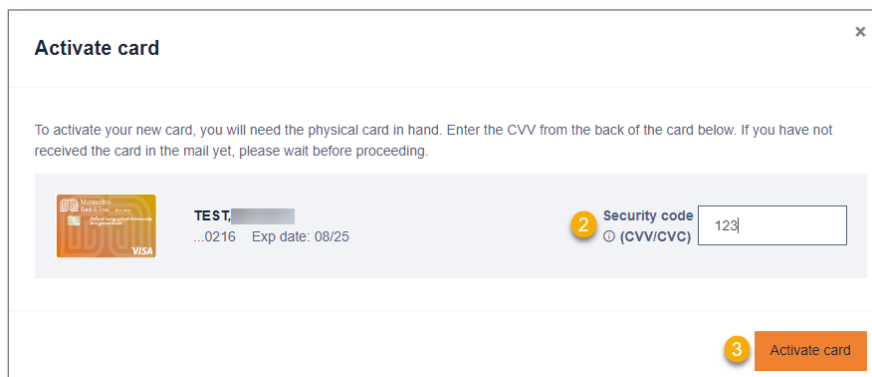 ×
Activate card
To activate your new card, you will need the physical card in hand. Enter the CVV from the back of the card below. If you have not
received the card in the mail yet, please wait before proceeding.
VISA
TEST,
...0216 Exp date: 08/25
2
Security code
(CVV/CVC)
123
3 Activate card